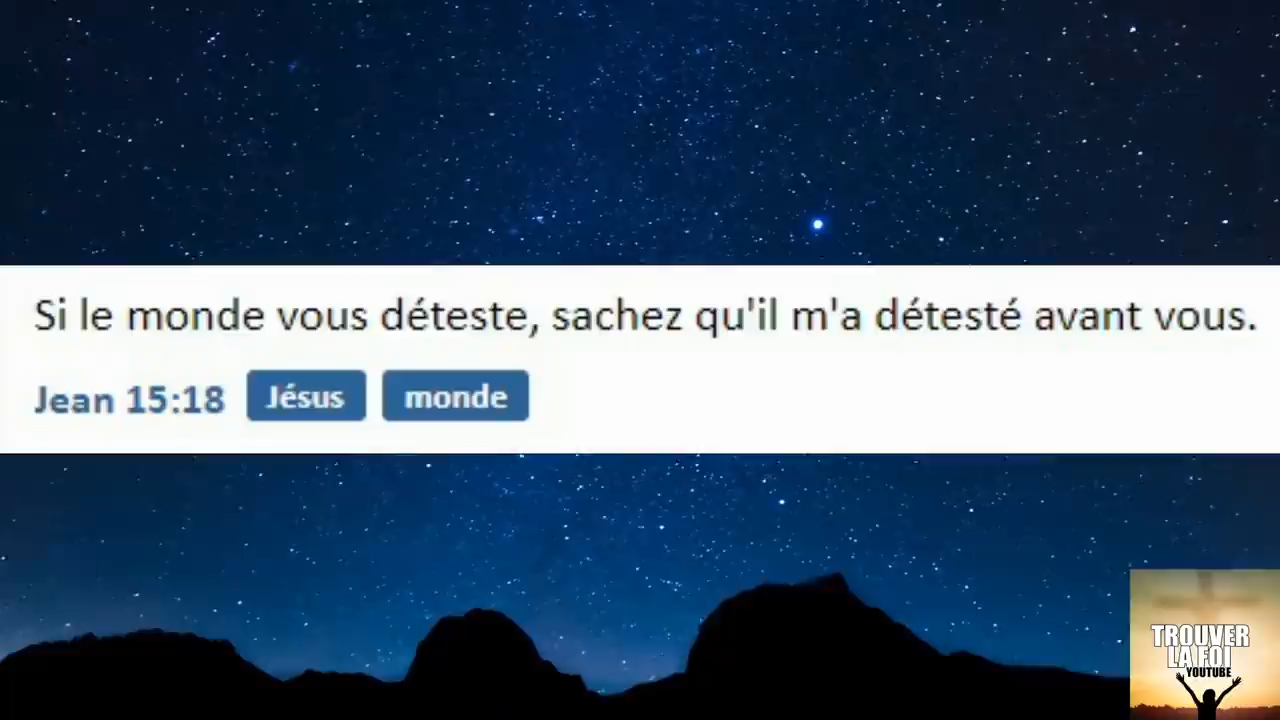 Si le monde vous déteste, sachez qu'il m'a détesté avant vous.
Jean 15:18 Jésus monde
TROUVER
LA FOI
YOUTUBE